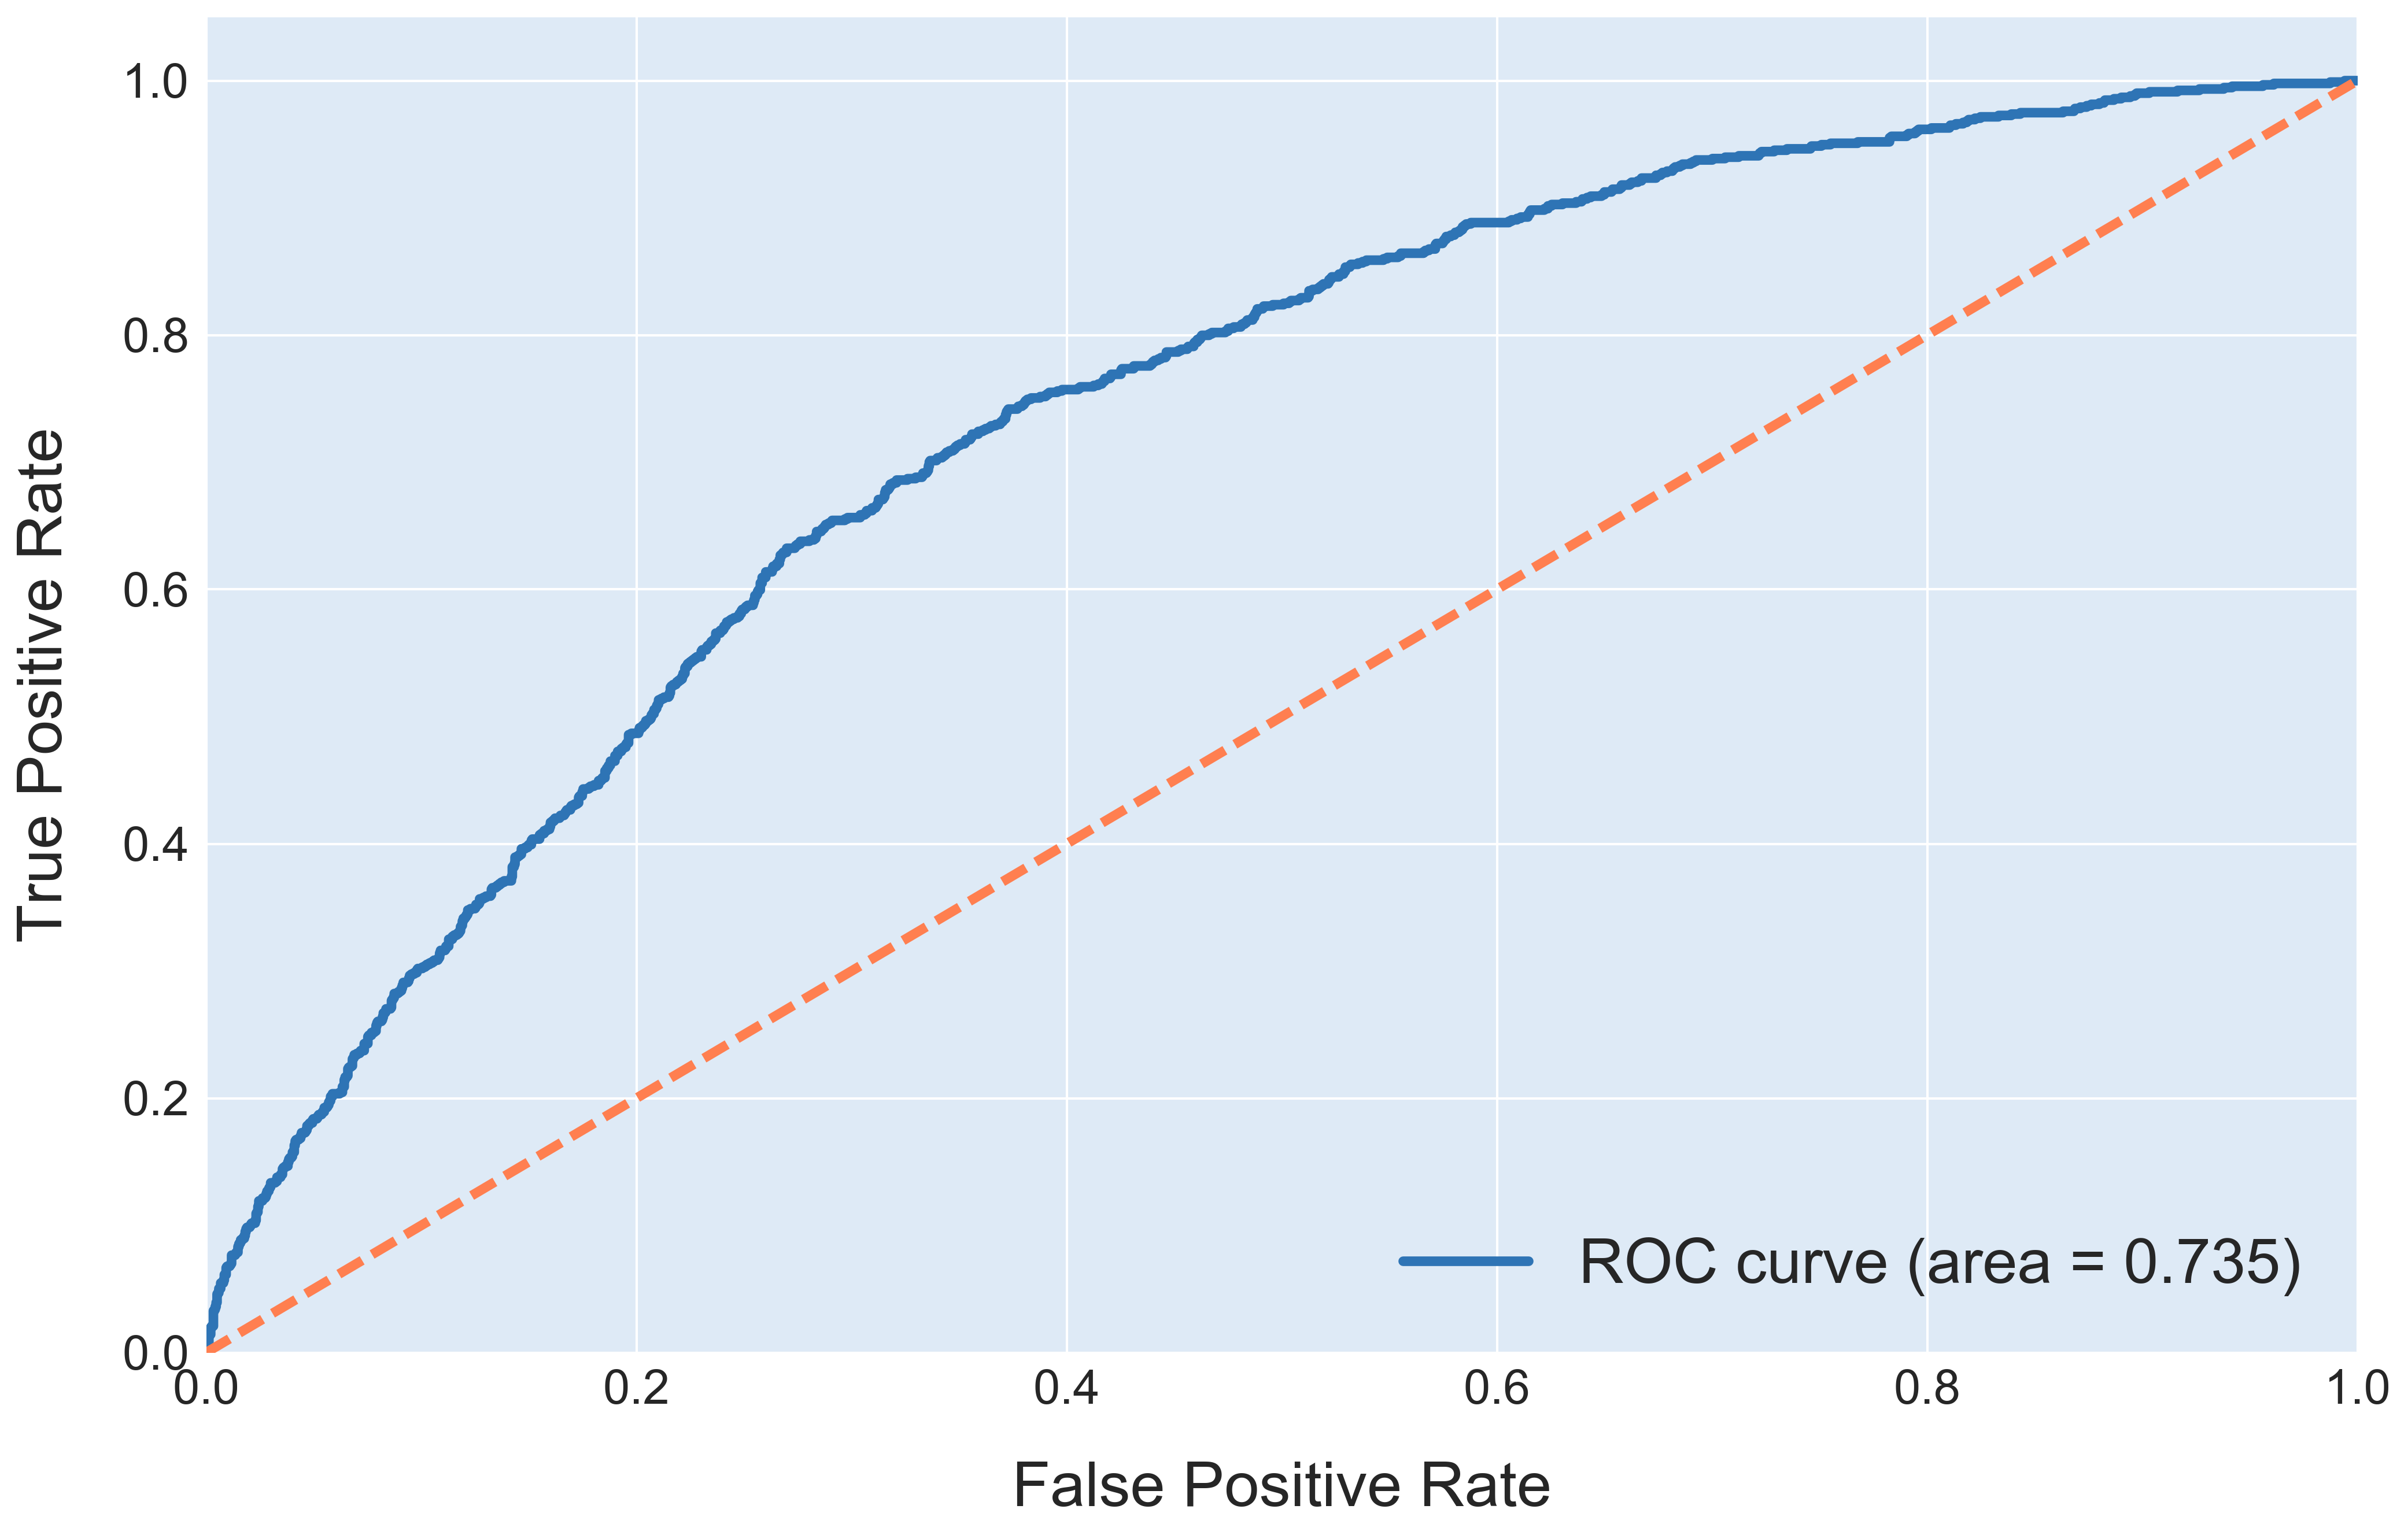 True Positive Rate
1.0
0.8
0.6
0.4
0.2
0.0
0.0 0.2 0.4 0.6 0.8 1.0
False Positive Rate
ROC curve (area = 0.735)